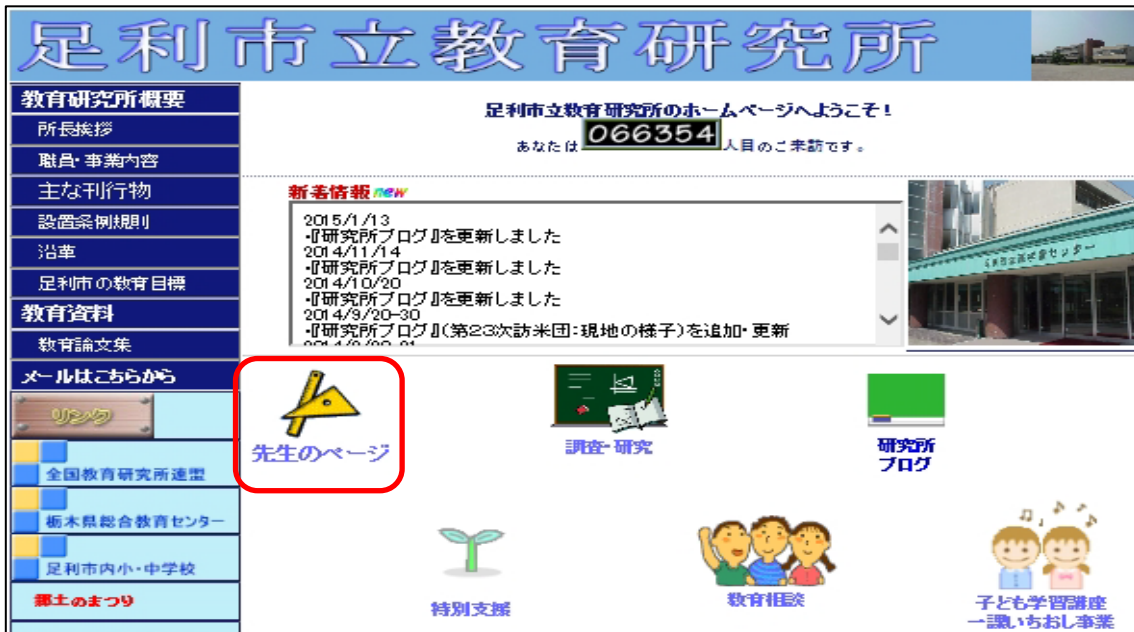 足利市立教育研究所
教育研究所概要
所長挨拶
職員・事業内容
主な刊行物
設置条例規則
沿革
足利市の教育目標
教育資料
教育論文集
メールはこちらから
リンク
全国教育研究所連盟
栃木県総合教育センター
足利市内小・中学校
郷土のまつり
足利市立教育研究所のホームページへようこそ！
あなたは 066354 人目のご来訪です。
新着情報 new
2015/1/13
・『研究所ブログ』を更新しました
2014/11/14
・『研究所ブログ』を更新しました
2014/10/20
・『研究所ブログ』を更新しました
2014/9/20-30
・『研究所ブログ』(第23次訪米団：現地の様子)を追加・更新
先生のページ
調査・研究
研究所
ブログ
特別支援
教育相談
子ども学習講座
一課いちおし事業